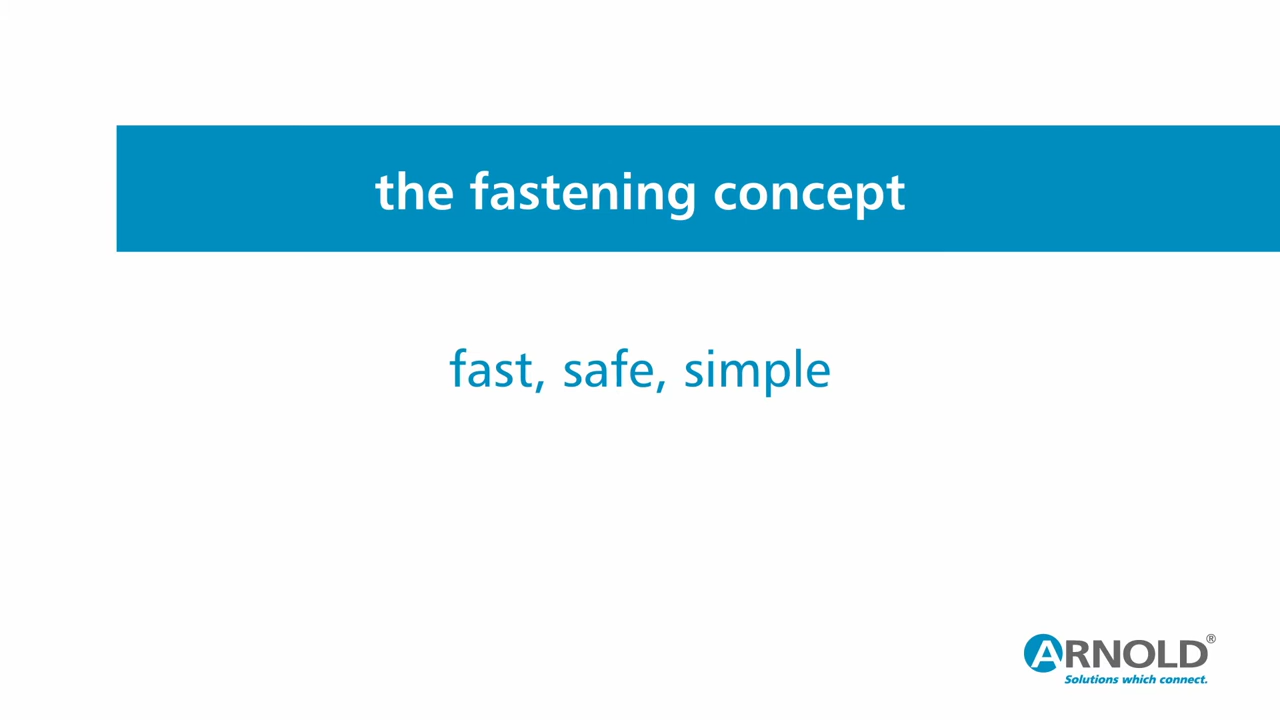 the fastening concept
fast, safe, simple
ARNOLD®
Solutions which connect.